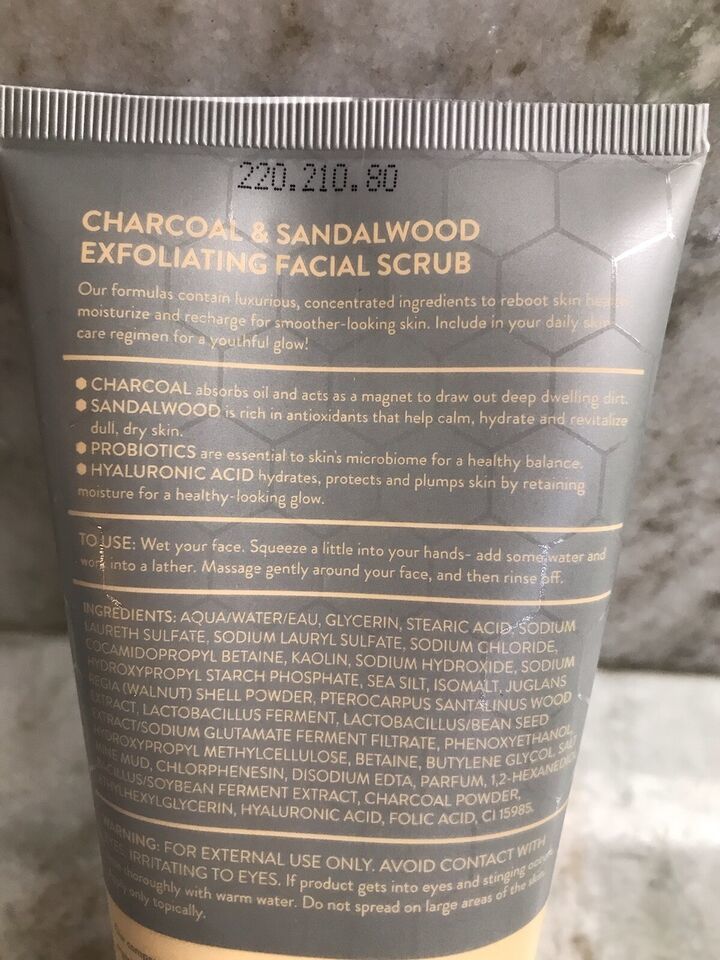 220.210.80
CHARCOAL & SANDALWOOD
EXFOLIATING FACIAL SCRUB
Our formulas contain luxurious, concentrated ingredients to reboot skin
moisturize and recharge for smoother-looking skin. Include in your daily skin
care regimen for a youthful glow!
CHARCOAL absorbs oil and acts as a magnet to draw out deep dwelling dirt.
SANDALWOOD is rich in antioxidants that help calm, hydrate and revitalize
dull, dry skin.
PROBIOTICS are essential to skin's microbiome for a healthy balance.
HYALURONIC ACID hydrates, protects and plumps skin by retaining
moisture for a healthy-looking glow.
TO USE: Wet your face. Squeeze a little into your hands- add some water and
work into a lather. Massage gently around your face, and then rinse off.
INGREDIENTS: AQUA/WATER/EAU, GLYCERIN, STEARIC ACID, SODIUM
LAURETH SULFATE, SODIUM LAURYL SULFATE, SODIUM CHLORIDE,
COCAMIDOPROPYL BETAINE, KAOLIN, SODIUM HYDROXIDE, SODIUM
HYDROXYPROPYL STARCH PHOSPHATE, SEA SILT, ISOMALT, JUGLANS
REGIA (WALNUT) SHELL POWDER, PTEROCARPUS SANTALINUS WOOD
EXTRACT, LACTOBACILLUS FERMENT, LACTOBACILLUS/BEAN SEED
EXTRACT/SODIUM GLUTAMATE FERMENT FILTRATE, PHENOXYETHANOL,
HYDROXYPROPYL METHYLCELLULOSE, BETAINE, BUTYLENE GLYCOL, SALT
MINE MUD, CHLORPHENESIN, DISODIUM EDTA, PARFUM, 1,2-HEXANEDIOL,
BACILLUS/SOYBEAN FERMENT EXTRACT, CHARCOAL POWDER,
ETHYLHEXYLGLYCERIN, HYALURONIC ACID, FOLIC ACID, CI 15985.
WARNING: FOR EXTERNAL USE ONLY. AVOID CONTACT WITH
EYES. IRRITATING TO EYES. If product gets into eyes and stinging occurs,
thoroughly with warm water. Do not spread on large areas of the skin.
only topically.